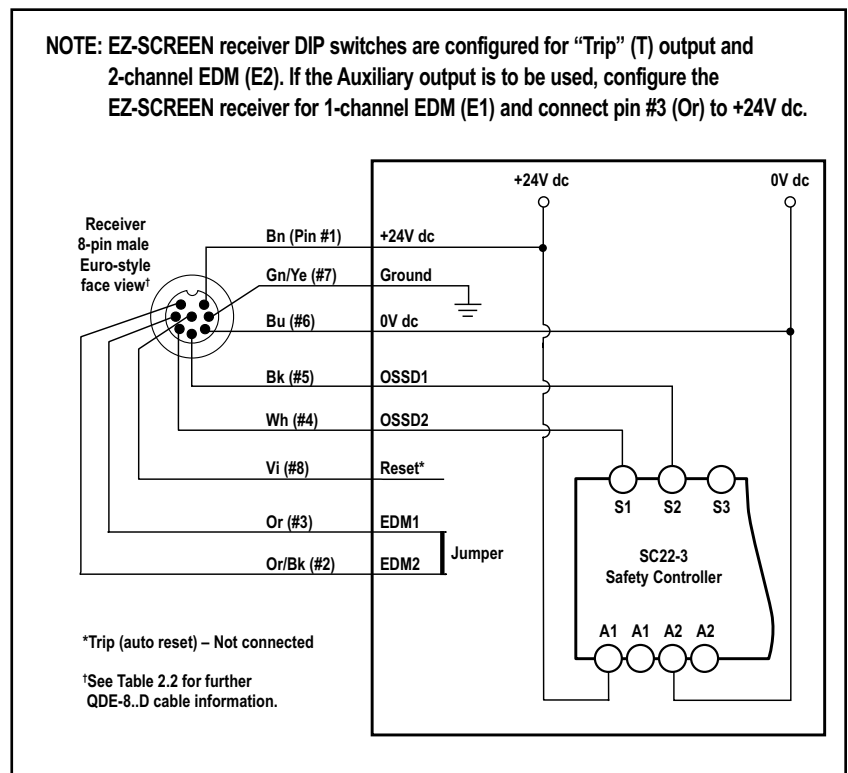 NOTE: EZ-SCREEN receiver DIP switches are configured for “Trip” (T) output and
2-channel EDM (E2). If the Auxiliary output is to be used, configure the
EZ-SCREEN receiver for 1-channel EDM (E1) and connect pin #3 (Or) to +24V dc.
+24V dc
0V dc
Receiver
8-pin male
Euro-style
face view†
Bn (Pin #1)
+24V dc
Gn/Ye (#7)
Ground
Bu (#6)
0V dc
Bk (#5)
OSSD1
Wh (#4)
OSSD2
Vi (#8)
Reset*
Or (#3)
EDM1
Or/Bk (#2)
EDM2
Jumper
S1
S2
S3
SC22-3
Safety Controller
A1
A1
A2
A2
*Trip (auto reset) – Not connected
†See Table 2.2 for further
QDE-8..D cable information.